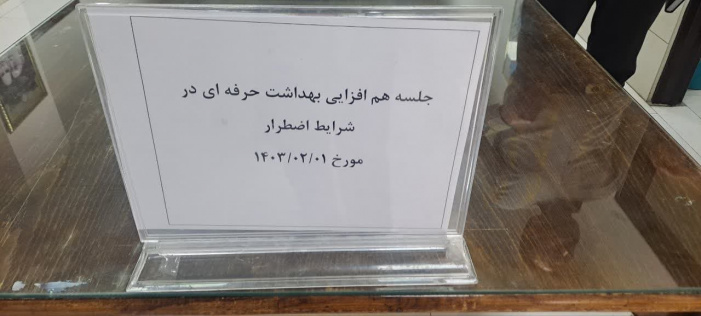 جلسه هم افزایی بهداشت حرفه ای در
شرایط اضطرار
مورخ ۱۴۰۳/۰۲/۰۱